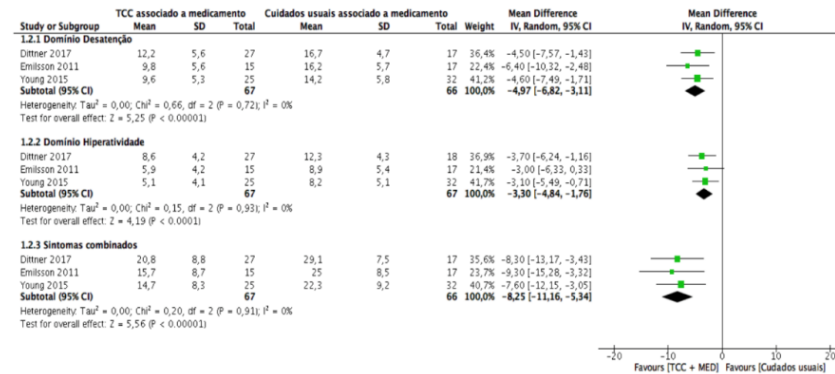 TCC associado a medicamento Cuidados usuais associado a medicamento Mean Difference Mean Difference
Study or Subgroup Mean SD Total Mean SD Total Weight IV, Random, 95% CI IV, Random, 95% CI
1.2.1 Domínio Desatenção
Dittner 2017 12,2 5,6 27 16,7 4,7 17 36,4% -4,50 [-7,57, -1,43]
Emilsson 2011 9,8 5,6 15 16,2 5,7 17 22,4% -6,40 [-10,32, -2,48]
Young 2015 9,6 5,3 25 14,2 5,8 32 41,2% -4,60 [-7,49, -1,71]
Subtotal (95% CI) 67 66 100,0% -4,97 [-6,82, -3,11]
Heterogeneity: Tau² = 0,00; Chi² = 0,66, df = 2 (P = 0,72); I² = 0%
Test for overall effect: Z = 5,25 (P < 0.00001)
1.2.2 Domínio Hiperatividade
Dittner 2017 8,6 4,2 27 12,3 4,3 18 36,9% -3,70 [-6,24, -1,16]
Emilsson 2011 5,9 4,2 15 8,9 5,4 17 21,4% -3,00 [-6,33, 0,33]
Young 2015 5,1 4,1 25 8,2 5,1 32 41,7% -3,10 [-5,49, -0,71]
Subtotal (95% CI) 67 67 100,0% -3,30 [-4,84, -1,76]
Heterogeneity: Tau² = 0,00; Chi² = 0,15, df = 2 (P = 0,93); I² = 0%
Test for overall effect: Z = 4,19 (P < 0.0001)
1.2.3 Sintomas combinados
Dittner 2017 20,8 8,8 27 29,1 7,5 17 35,6% -8,30 [-13,17, -3,43]
Emilsson 2011 15,7 8,7 15 25 8,5 17 23,7% -9,30 [-15,28, -3,32]
Young 2015 14,7 8,3 25 22,3 9,2 32 40,7% -7,60 [-12,15, -3,05]
Subtotal (95% CI) 67 66 100,0% -8,25 [-11,16, -5,34]
Heterogeneity: Tau² = 0,00; Chi² = 0,20, df = 2 (P = 0,91); I² = 0%
Test for overall effect: Z = 5,56 (P < 0.00001)
-20 -10 0 10 20
Favours [TCC + MED] Favours [Cudados usuais]